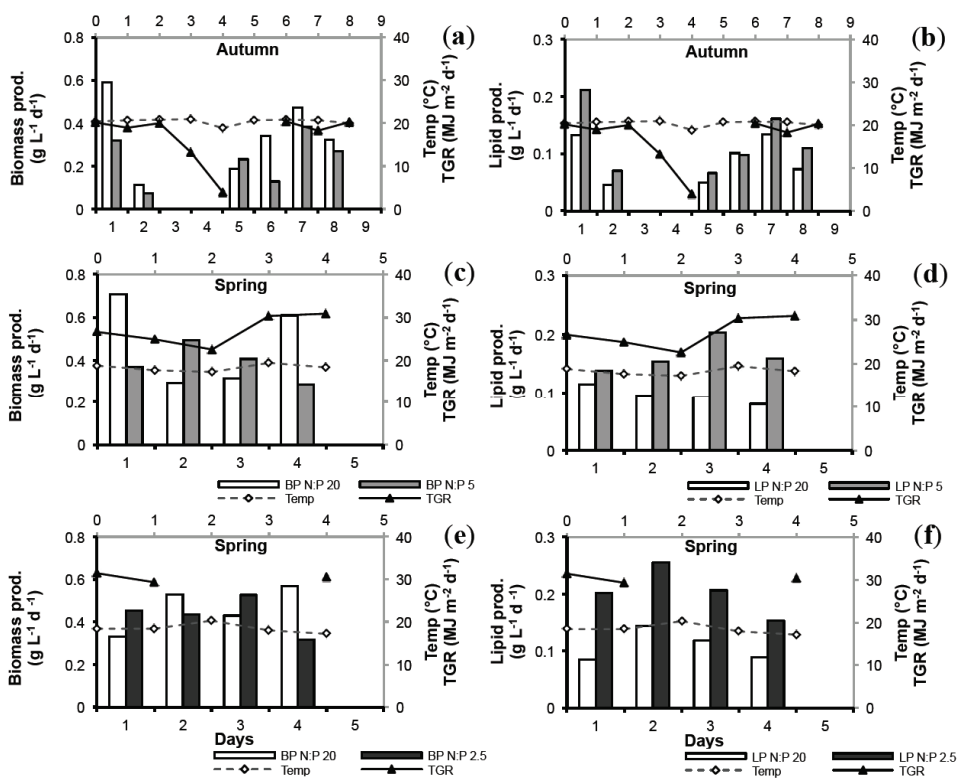 0 1 2 3 4 5 6 7 8 9
0.8
0.6
0.4
0.2
0
Biomass prod.
(g L-1 d-1)
Autumn
(a)
40
30
20
10
0
Temp (°C)
TGR (MJ m-2 d-1)
1 2 3 4 5 6 7 8 9
0 1 2 3 4 5 6 7 8 9
0.3
0.2
0.1
0
Lipid prod.
(g L-1 d-1)
Autumn
(b)
40
30
20
10
0
Temp (°C)
TGR (MJ m-2 d-1)
1 2 3 4 5 6 7 8 9
0 1 2 3 4 5
0.8
0.6
0.4
0.2
0
Biomass prod.
(g L-1 d-1)
Spring
(c)
40
30
20
10
0
Temp (°C)
TGR (MJ m-2 d-1)
1 2 3 4 5
BP N:P 20 BP N:P 5
Temp TGR
0 1 2 3 4 5
0.3
0.2
0.1
0
Lipid prod.
(g L-1 d-1)
Spring
(d)
40
30
20
10
0
Temp (°C)
TGR (MJ m-2 d-1)
1 2 3 4 5
LP N:P 20 LP N:P 5
Temp TGR
0 1 2 3 4 5
0.8
0.6
0.4
0.2
0
Biomass prod.
(g L-1 d -1)
Spring
(e)
40
30
20
10
0
Temp (°C)
TGR (MJ m-2 d-1)
1 2 3 4 5
Days
BP N:P 20 BP N:P 2.5
Temp TGR
0 1 2 3 4 5
0.3
0.2
0.1
0
Lipid prod.
(g L-1 d -1)
Spring
(f)
40
30
20
10
0
Temp (°C)
TGR (MJ m-2 d-1)
1 2 3 4 5
Days
LP N:P 20 LP N:P 2.5
Temp TGR